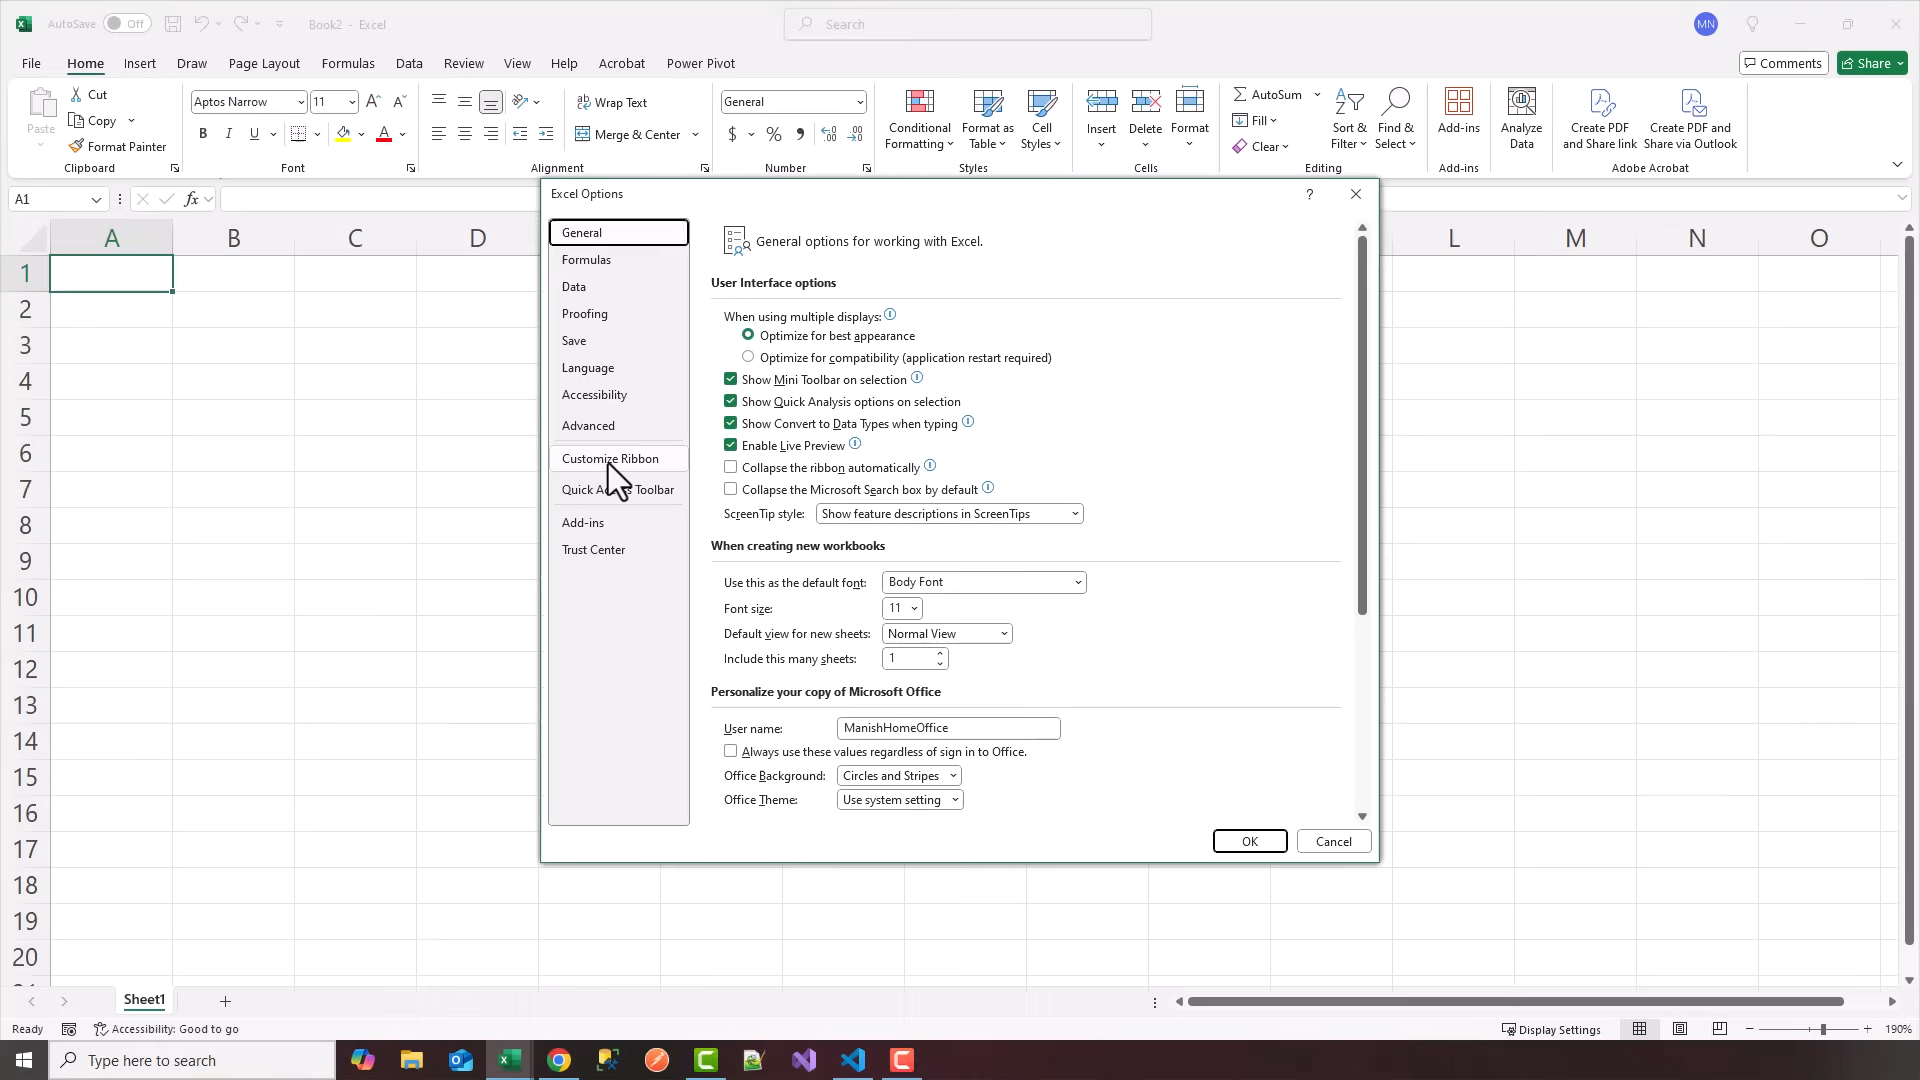 AutoSave Off Book2 - Excel Search MN
File Home Insert Draw Page Layout Formulas Data Review View Help Acrobat Power Pivot Comments Share
Paste Cut Copy Format Painter Clipboard
Aptos Narrow 11 B I U A Font
Wrap Text Merge & Center Alignment
General $ % Number
Conditional Formatting Format as Table Cell Styles Styles
Insert Delete Format Cells
AutoSum Fill Clear Sort & Filter Find & Select Editing
Add-ins Add-ins
Analyze Data
Create PDF and Share link Create PDF and Share via Outlook Adobe Acrobat
A1 fx
A B C D L M N O
1
2
3
4
5
6
7
8
9
10
11
12
13
14
15
16
17
18
19
20
Excel Options ?
General
Formulas
Data
Proofing
Save
Language
Accessibility
Advanced
Customize Ribbon
Quick Toolbar
Add-ins
Trust Center
General options for working with Excel.
User Interface options
When using multiple displays:
Optimize for best appearance
Optimize for compatibility (application restart required)
Show Mini Toolbar on selection
Show Quick Analysis options on selection
Show Convert to Data Types when typing
Enable Live Preview
Collapse the ribbon automatically
Collapse the Microsoft Search box by default
ScreenTip style: Show feature descriptions in ScreenTips
When creating new workbooks
Use this as the default font: Body Font
Font size: 11
Default view for new sheets: Normal View
Include this many sheets: 1
Personalize your copy of Microsoft Office
User name: ManishHomeOffice
Always use these values regardless of sign in to Office.
Office Background: Circles and Stripes
Office Theme: Use system setting
OK Cancel
Sheet1
Ready Accessibility: Good to go Display Settings 190%
Type here to search